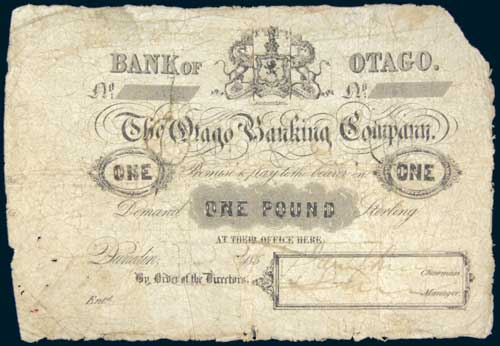 BANK OF OTAGO.
No. No.
The Otago Banking Company.
ONE Promise to pay to the bearer on ONE
Demand ONE POUND Sterling
AT THEIR OFFICE HERE.
Dunedin, 185
By Order of the Directors.
Chairman
Manager
Entd.